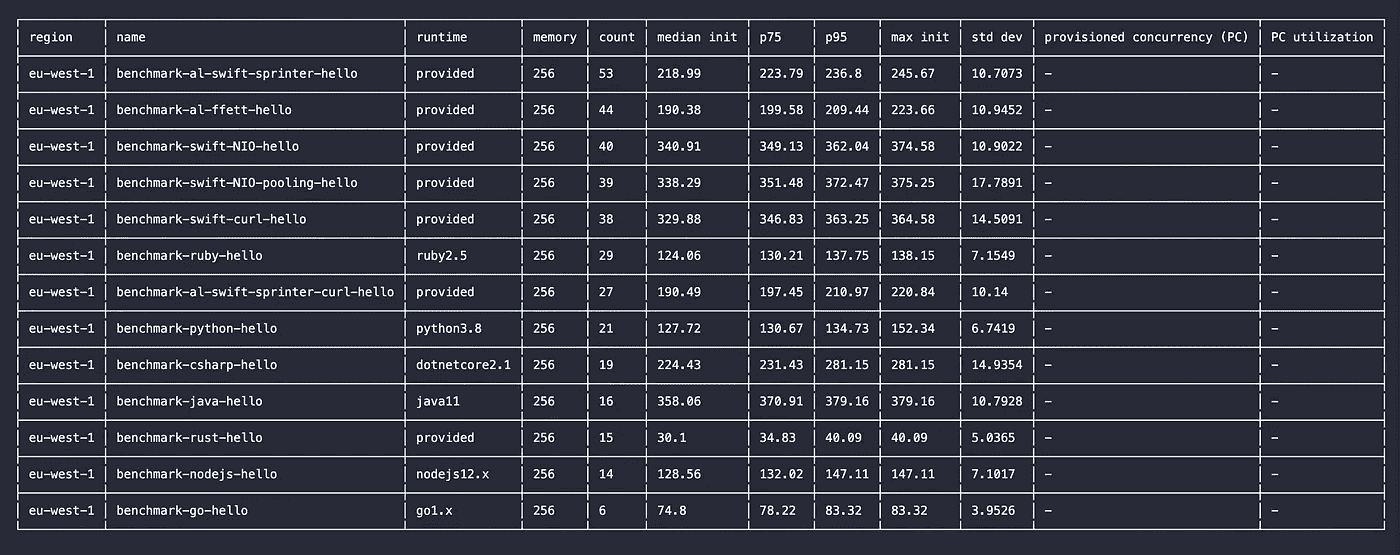 region name runtime memory count median init p75 p95 max init std dev provisioned concurrency (PC) PC utilization
eu-west-1 benchmark-al-swift-sprinter-hello provided 256 53 218.99 223.79 236.8 245.67 10.7073 –
eu-west-1 benchmark-al-ffett-hello provided 256 44 190.38 199.58 209.44 223.66 10.9452 – –
eu-west-1 benchmark-swift-NIO-hello provided 256 40 340.91 349.13 362.04 374.58 10.9022 – –
eu-west-1 benchmark-swift-NIO-pooling-hello provided 256 39 338.29 351.48 372.47 375.25 17.7891 – –
eu-west-1 benchmark-swift-curl-hello provided 256 38 329.88 346.83 363.25 364.58 14.5091 – –
eu-west-1 benchmark-ruby-hello ruby2.5 256 29 124.06 130.21 137.75 138.15 7.1549 – –
eu-west-1 benchmark-al-swift-sprinter-curl-hello provided 256 27 190.49 197.45 210.97 220.84 10.14 – –
eu-west-1 benchmark-python-hello python3.8 256 21 127.72 130.67 134.73 152.34 6.7419 – –
eu-west-1 benchmark-csharp-hello dotnetcore2.1 256 19 224.43 231.43 281.15 281.15 14.9354 – –
eu-west-1 benchmark-java-hello java11 256 16 358.06 370.91 379.16 379.16 10.7928 – –
eu-west-1 benchmark-rust-hello provided 256 15 30.1 34.83 40.09 40.09 5.0365 – –
eu-west-1 benchmark-nodejs-hello nodejs12.x 256 14 128.56 132.02 147.11 147.11 7.1017 – –
eu-west-1 benchmark-go-hello go1.x 256 6 74.8 78.22 83.32 83.32 3.9526 – –